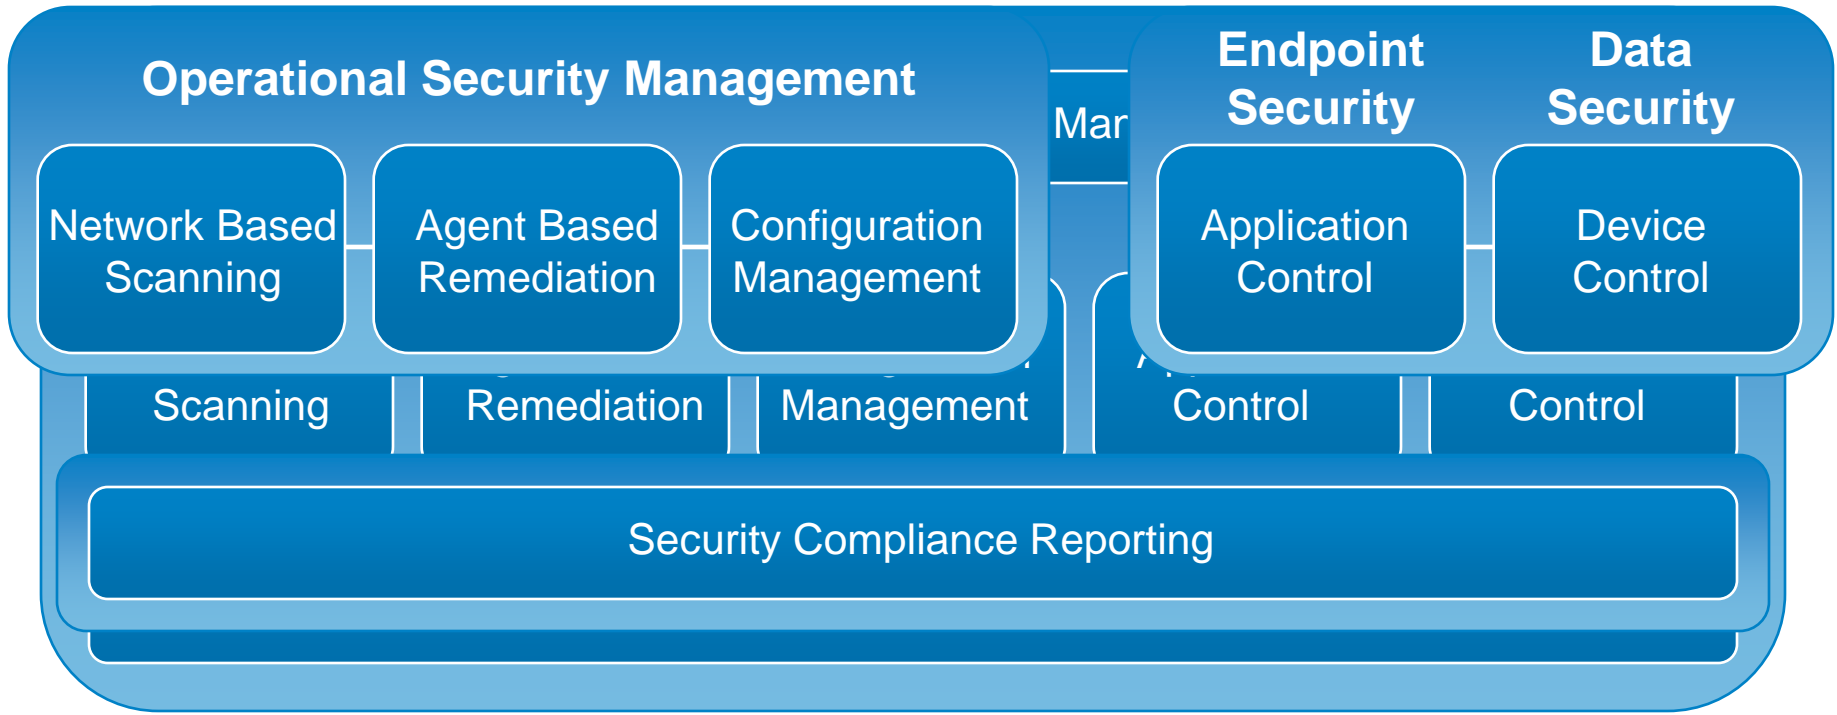 Operational Security Management
Endpoint
Security
Data
Security
Network Based
Scanning
Agent Based
Remediation
Configuration
Management
Application
Control
Device
Control
Scanning
Remediation
Management
Control
Control
Security Compliance Reporting